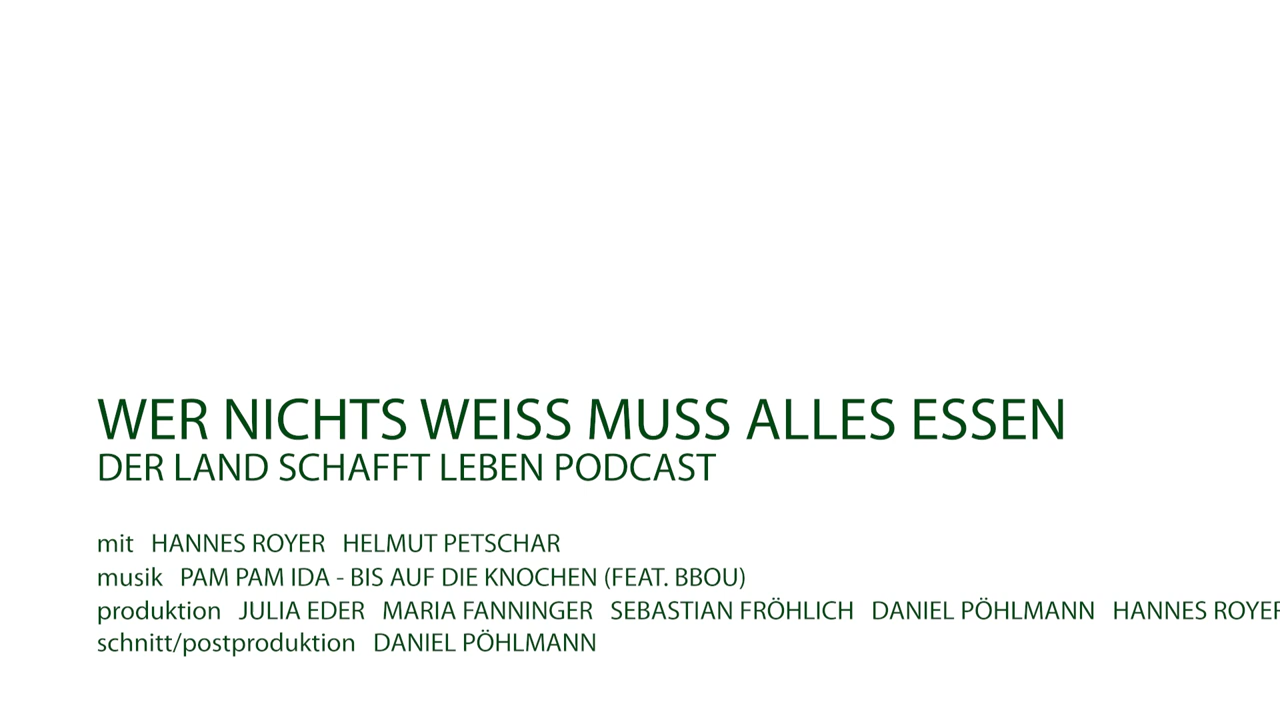 WER NICHTS WEISS MUSS ALLES ESSEN
DER LAND SCHAFFT LEBEN PODCAST
mit HANNES ROYER HELMUT PETSCHAR
musik PAM PAM IDA - BIS AUF DIE KNOCHEN (FEAT. BBOU)
produktion JULIA EDER MARIA FANNINGER SEBASTIAN FRÖHLICH DANIEL PÖHLMANN HANNES ROYER
schnitt/postproduktion DANIEL PÖHLMANN